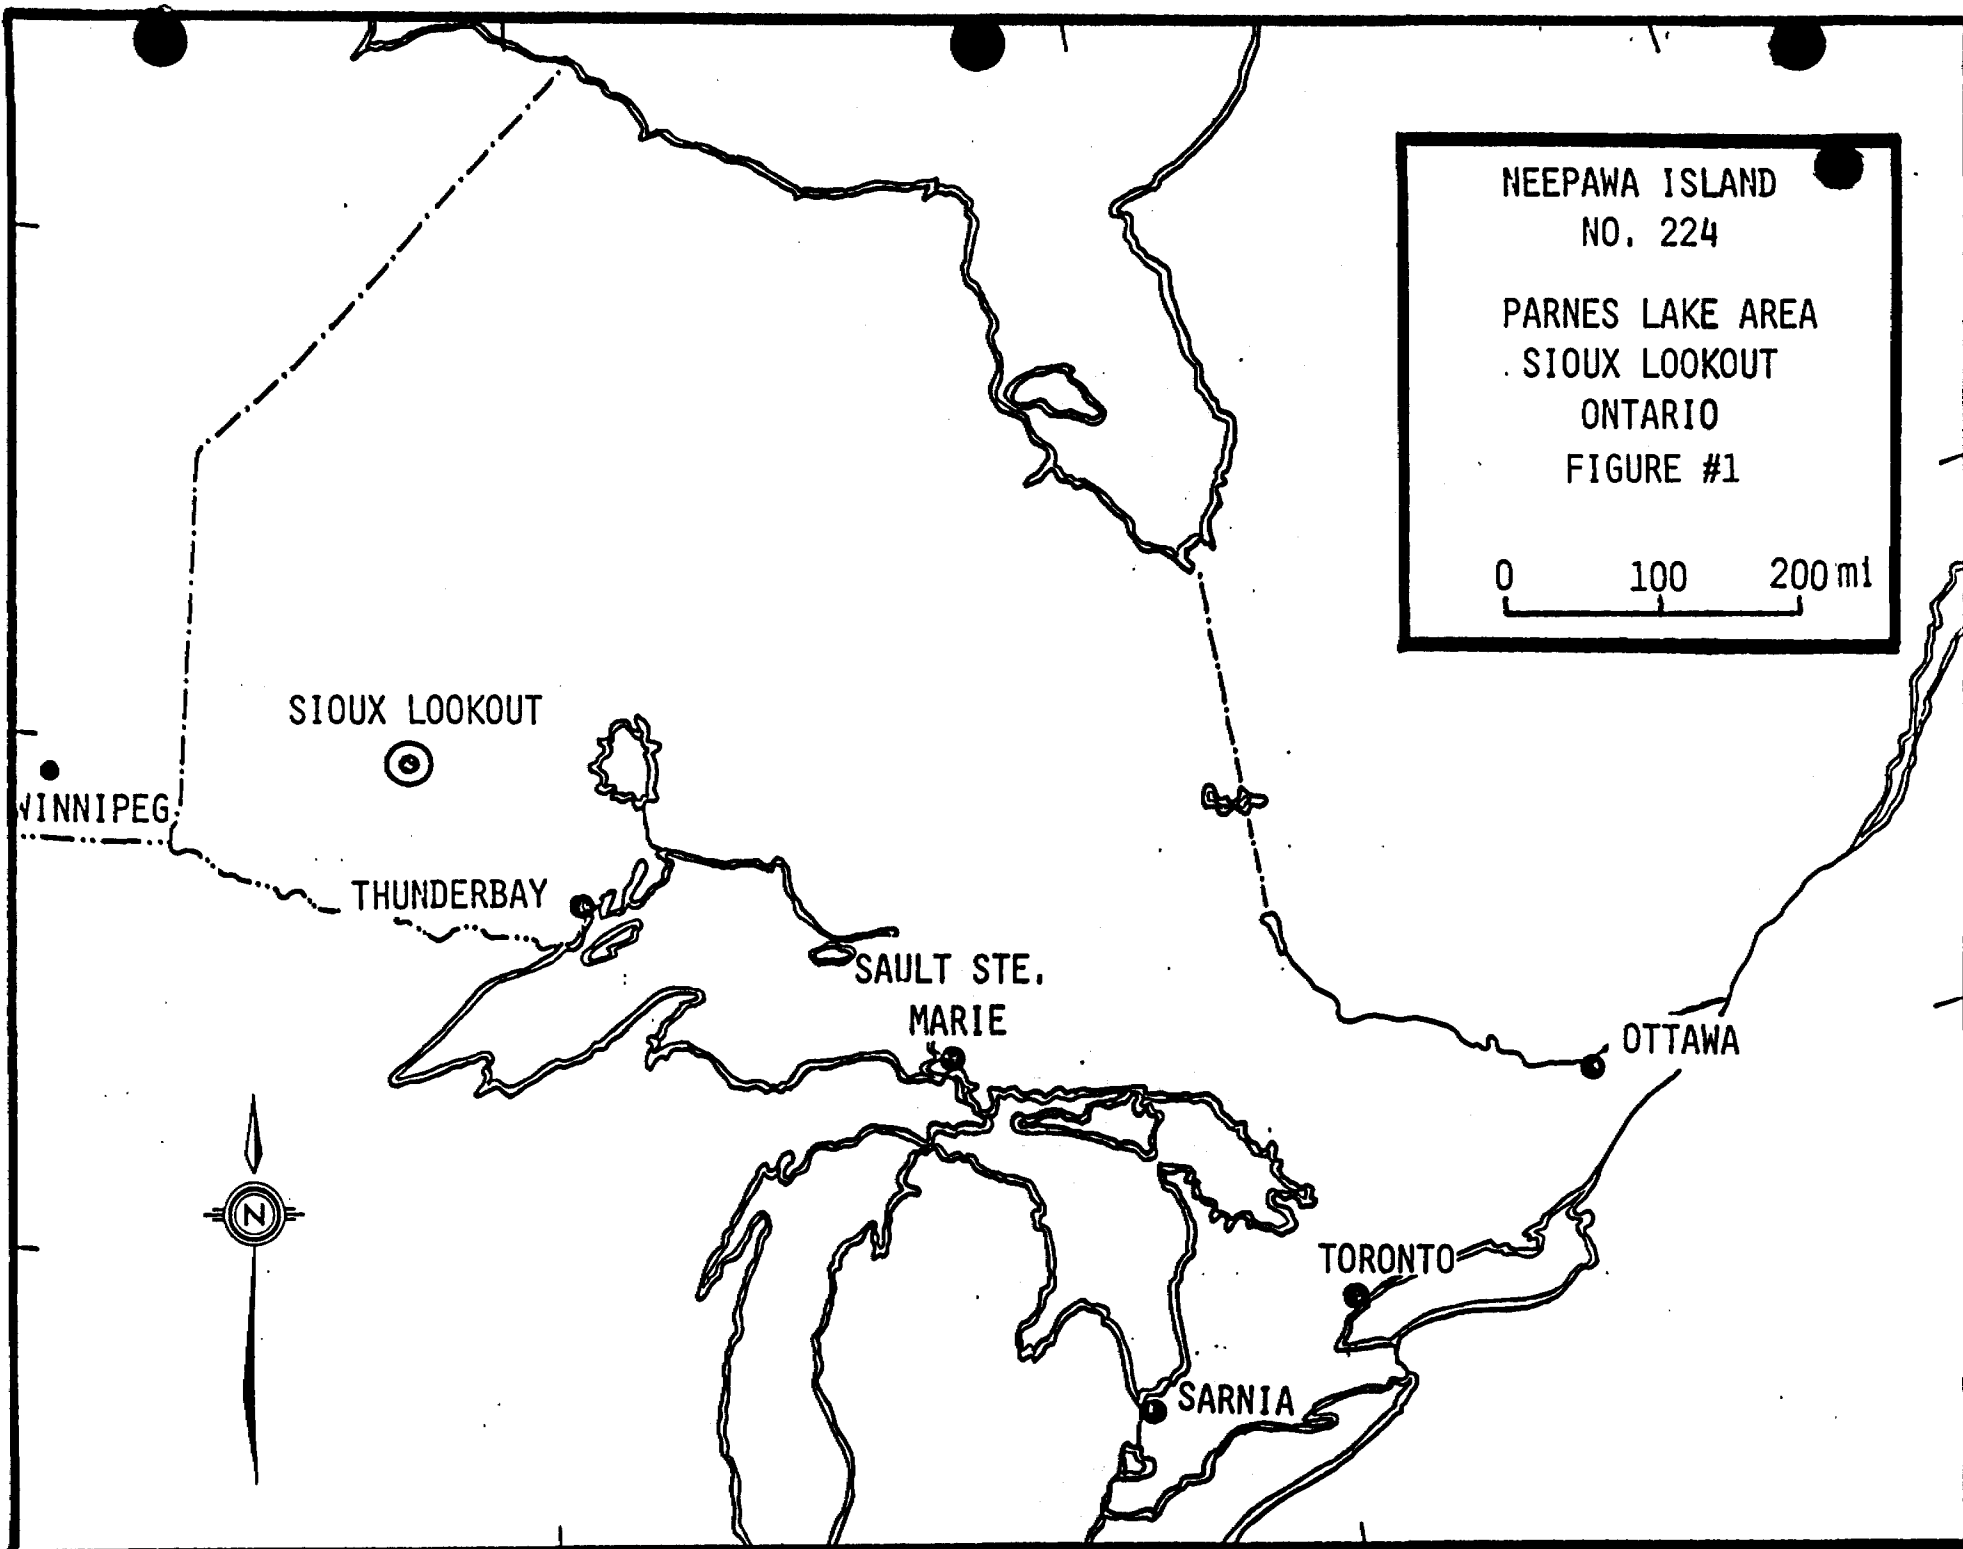 NEEPAWA ISLAND
NO. 224
PARNES LAKE AREA
SIOUX LOOKOUT
ONTARIO
FIGURE #1
0 100 200 mi
SIOUX LOOKOUT
WINNIPEG
THUNDERBAY
SAULT STE.
MARIE
OTTAWA
N
TORONTO
SARNIA